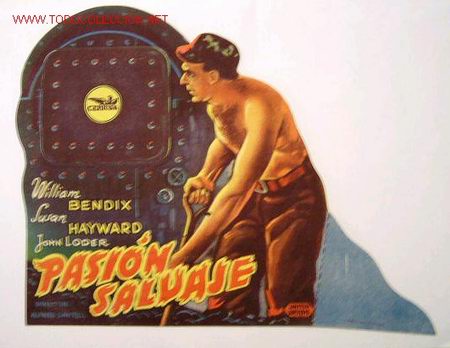 WWW.TODOCOLECCION.NET
William
BENDIX
Susan
HAYWARD
John LODER
PASIÓN
SALVAJE